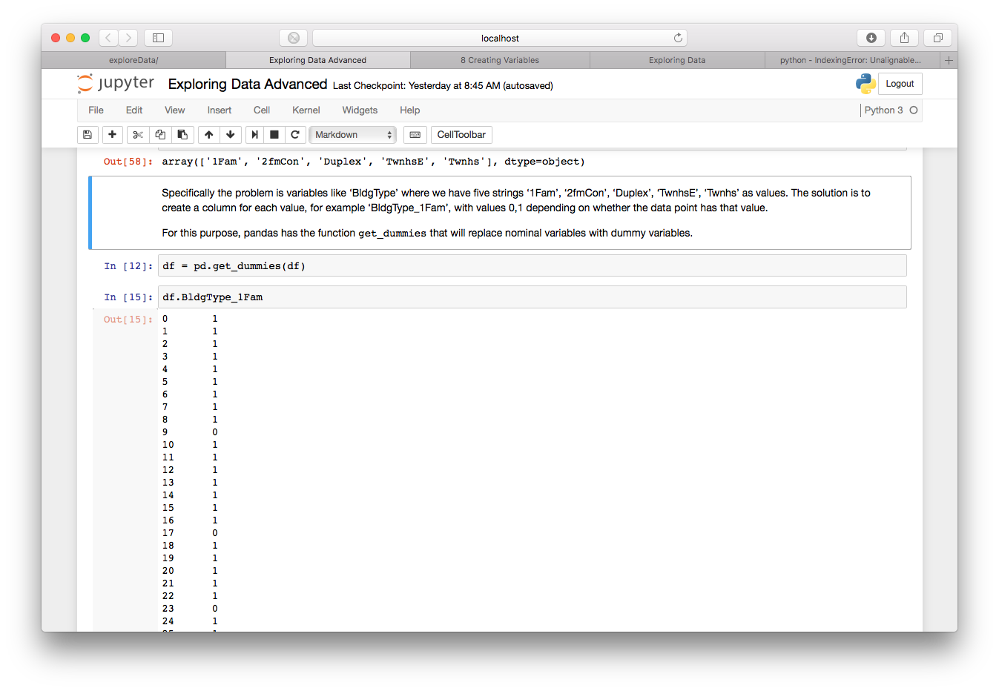 localhost
exploreData/ Exploring Data Advanced 8 Creating Variables Exploring Data python - IndexingError: Unalignable... +
jupyter Exploring Data Advanced Last Checkpoint: Yesterday at 8:45 AM (autosaved) Logout
File Edit View Insert Cell Kernel Widgets Help Python 3
Markdown CellToolbar
Out[58]: array(['1Fam', '2fmCon', 'Duplex', 'TwnhsE', 'Twnhs'], dtype=object)
Specifically the problem is variables like ‘BldgType’ where we have five strings ‘1Fam’, ‘2fmCon’, ‘Duplex’, ‘TwnhsE’, ‘Twnhs’ as values. The solution is to
create a column for each value, for example ‘BldgType_1Fam’, with values 0,1 depending on whether the data point has that value.
For this purpose, pandas has the function get_dummies that will replace nominal variables with dummy variables.
In [12]: df = pd.get_dummies(df)
In [15]: df.BldgType_1Fam
Out[15]: 0 1
1 1
2 1
3 1
4 1
5 1
6 1
7 1
8 1
9 0
10 1
11 1
12 1
13 1
14 1
15 1
16 1
17 0
18 1
19 1
20 1
21 1
22 1
23 0
24 1